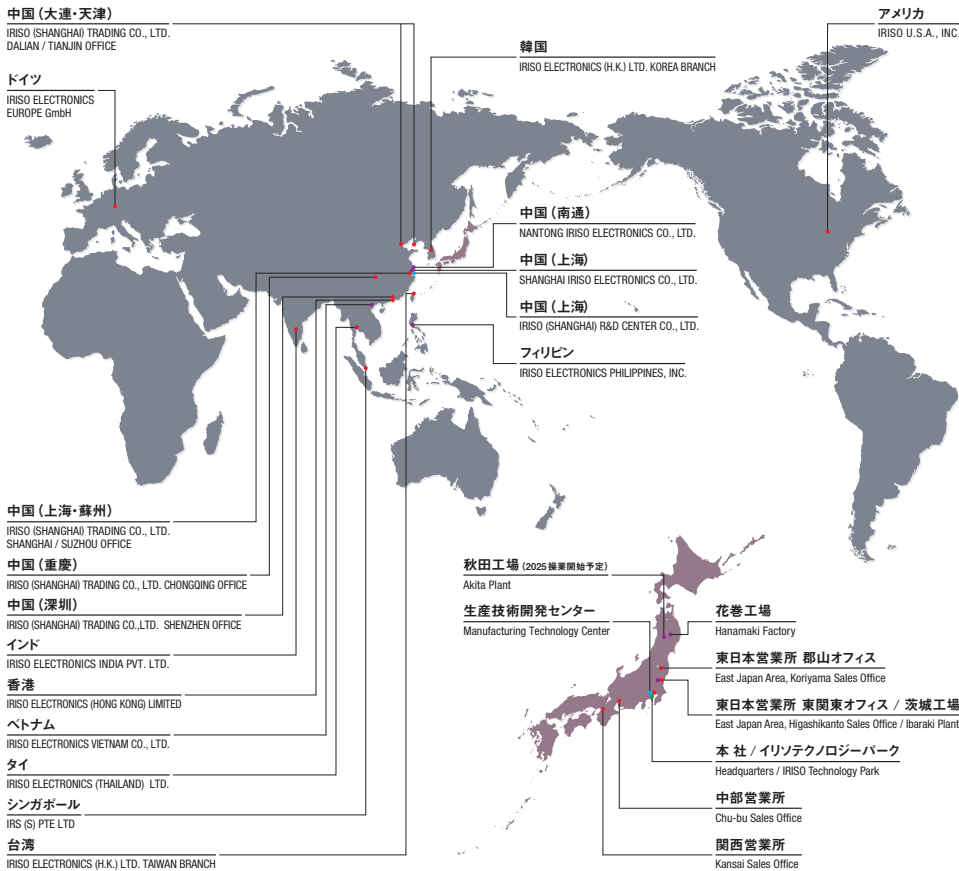 中国（大連・天津）
IRISO (SHANGHAI) TRADING CO., LTD.
DALIAN / TIANJIN OFFICE
ドイツ
IRISO ELECTRONICS
EUROPE GmbH
韓国
IRISO ELECTRONICS (H.K.) LTD. KOREA BRANCH
アメリカ
IRISO U.S.A., INC.
中国（南通）
NANTONG IRISO ELECTRONICS CO., LTD.
中国（上海）
SHANGHAI IRISO ELECTRONICS CO., LTD.
中国（上海）
IRISO (SHANGHAI) R&D CENTER CO., LTD.
フィリピン
IRISO ELECTRONICS PHILIPPINES, INC.
中国（上海・蘇州）
IRISO (SHANGHAI) TRADING CO., LTD.
SHANGHAI / SUZHOU OFFICE
中国（重慶）
IRISO (SHANGHAI) TRADING CO., LTD. CHONGQING OFFICE
中国（深圳）
IRISO (SHANGHAI) TRADING CO.,LTD. SHENZHEN OFFICE
インド
IRISO ELECTRONICS INDIA PVT. LTD.
香港
IRISO ELECTRONICS (HONG KONG) LIMITED
ベトナム
IRISO ELECTRONICS VIETNAM CO., LTD.
タイ
IRISO ELECTRONICS (THAILAND) LTD.
シンガポール
IRS (S) PTE LTD
台湾
IRISO ELECTRONICS (H.K.) LTD. TAIWAN BRANCH
秋田工場（2025操業開始予定）
Akita Plant
生産技術開発センター
Manufacturing Technology Center
花巻工場
Hanamaki Factory
東日本営業所 郡山オフィス
East Japan Area, Koriyama Sales Office
東日本営業所 東関東オフィス / 茨城工場
East Japan Area, Higashikanto Sales Office / Ibaraki Plant
本 社 / イリソテクノロジーパーク
Headquarters / IRISO Technology Park
中部営業所
Chu-bu Sales Office
関西営業所
Kansai Sales Office